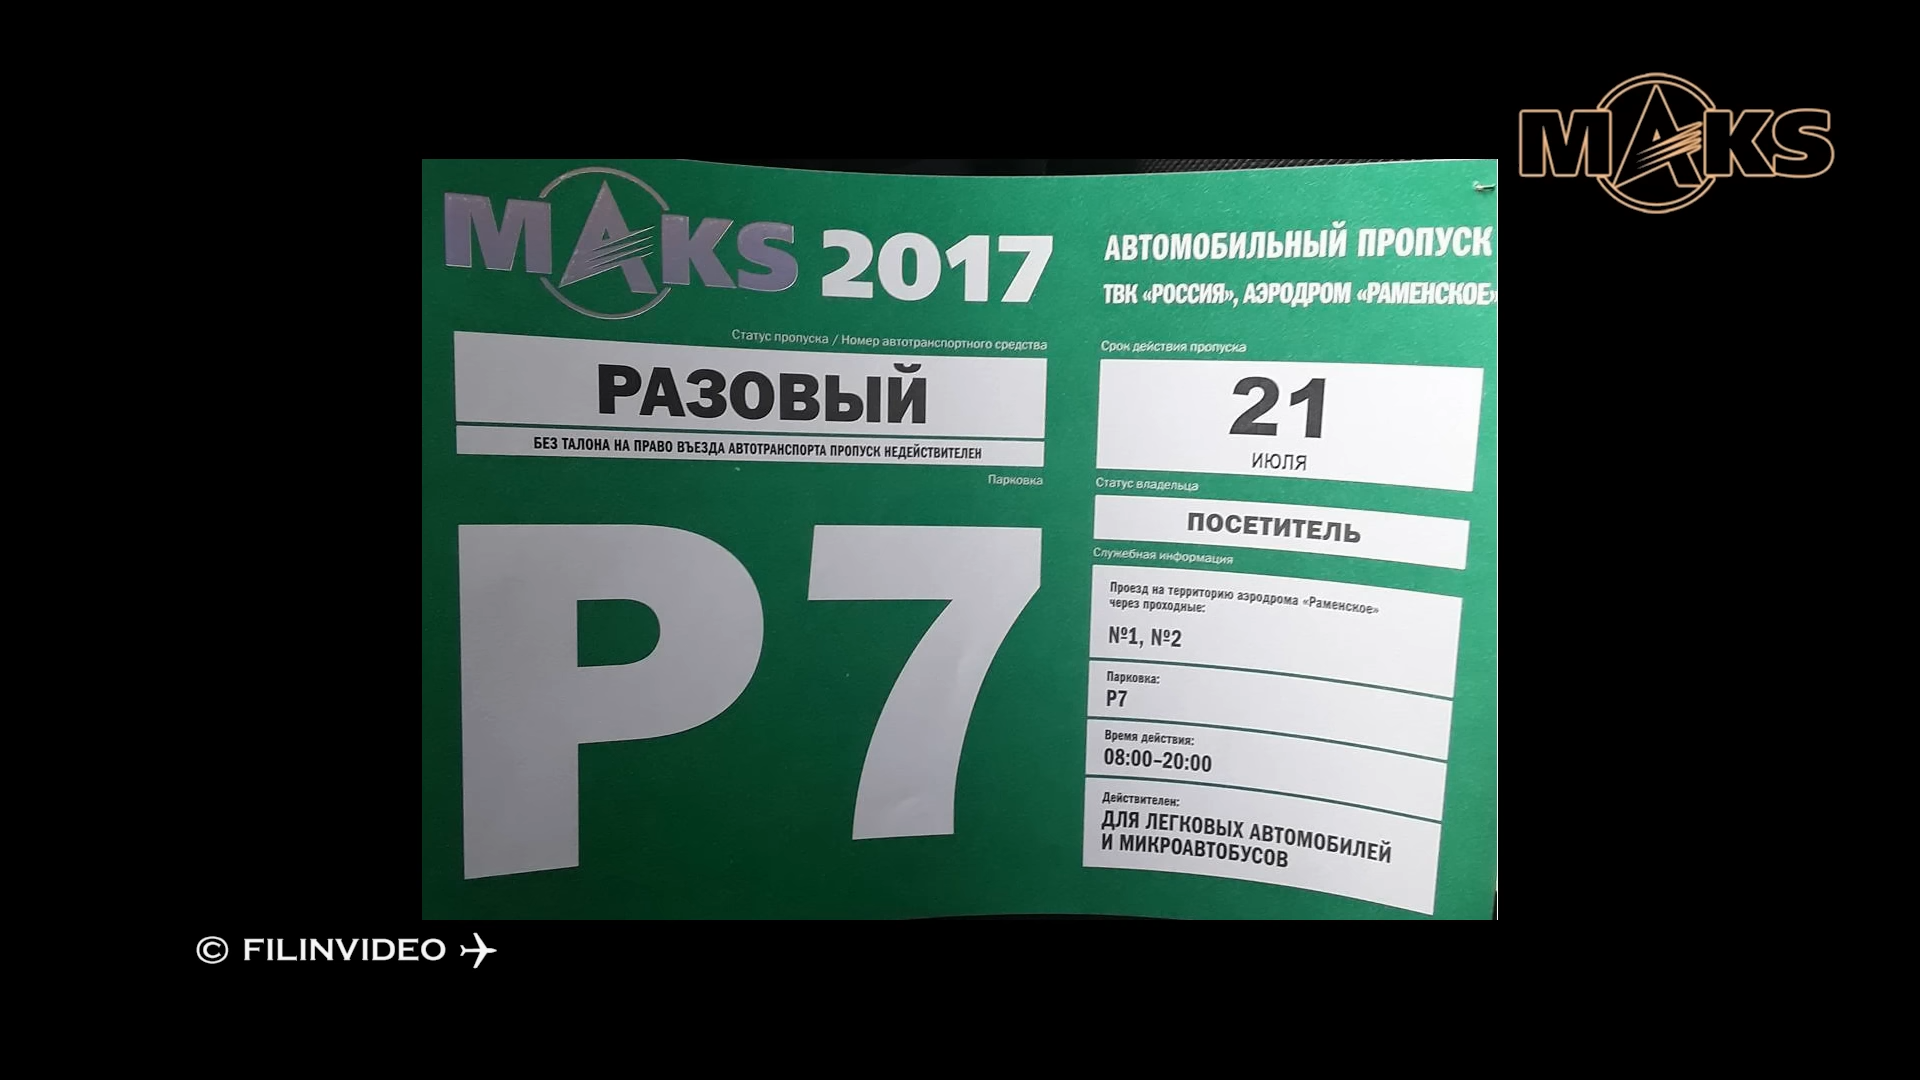 MAKS
MAKS 2017
АВТОМОБИЛЬНЫЙ ПРОПУСК
ТВК «РОССИЯ», АЭРОДРОМ «РАМЕНСКОЕ»
Статус пропуска / Номер автотранспортного средства
РАЗОВЫЙ
БЕЗ ТАЛОНА НА ПРАВО ВЪЕЗДА АВТОТРАНСПОРТА ПРОПУСК НЕДЕЙСТВИТЕЛЕН
Парковка
P7
Срок действия пропуска
21
ИЮЛЯ
Статус владельца
ПОСЕТИТЕЛЬ
Служебная информация
Проезд на территорию аэродрома «Раменское»
через проходные:
№1, №2
Парковка:
P7
Время действия:
08:00–20:00
Действителен:
ДЛЯ ЛЕГКОВЫХ АВТОМОБИЛЕЙ
И МИКРОАВТОБУСОВ
© FILINVIDEO